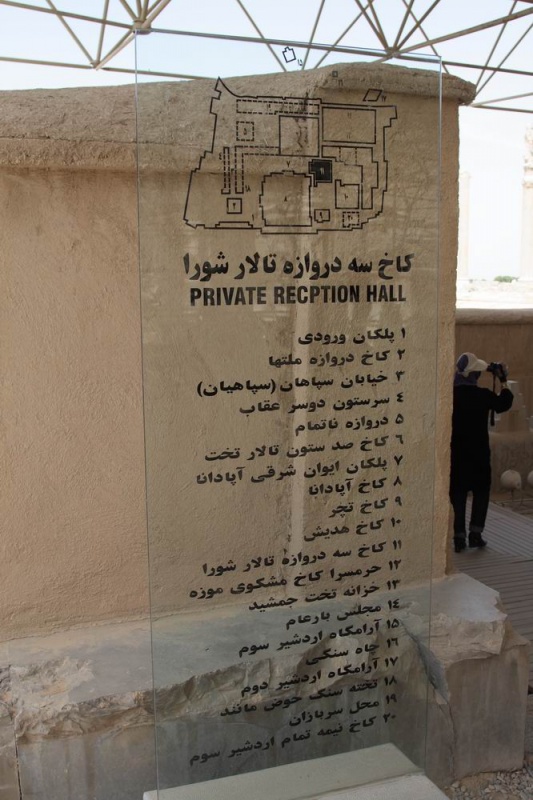 کاخ سه دروازه تالار شورا
PRIVATE RECPTION HALL
۱ پلکان ورودی
۲ کاخ دروازه ملتها
۳ خیابان سپاهان (سپاهیان)
۴ سرستون دوسر عقاب
۵ دروازه ناتمام
۶ کاخ صد ستون تالار تخت
۷ پلکان ایوان شرقی آپادانا
۸ کاخ آپادانا
۹ کاخ تچر
۱۰ کاخ هدیش
۱۱ کاخ سه دروازه تالار شورا
۱۲ حرمسرا کاخ مشکوی موزه
۱۳ خزانه تخت جمشید
۱۴ مجلس بارعام
۱۵ آرامگاه اردشیر سوم
۱۶ چاه سنگی
۱۷ آرامگاه اردشیر دوم
۱۸ تخته سنگ حوض مانند
۱۹ محل سربازان
۲۰ کاخ نیمه تمام اردشیر سوم